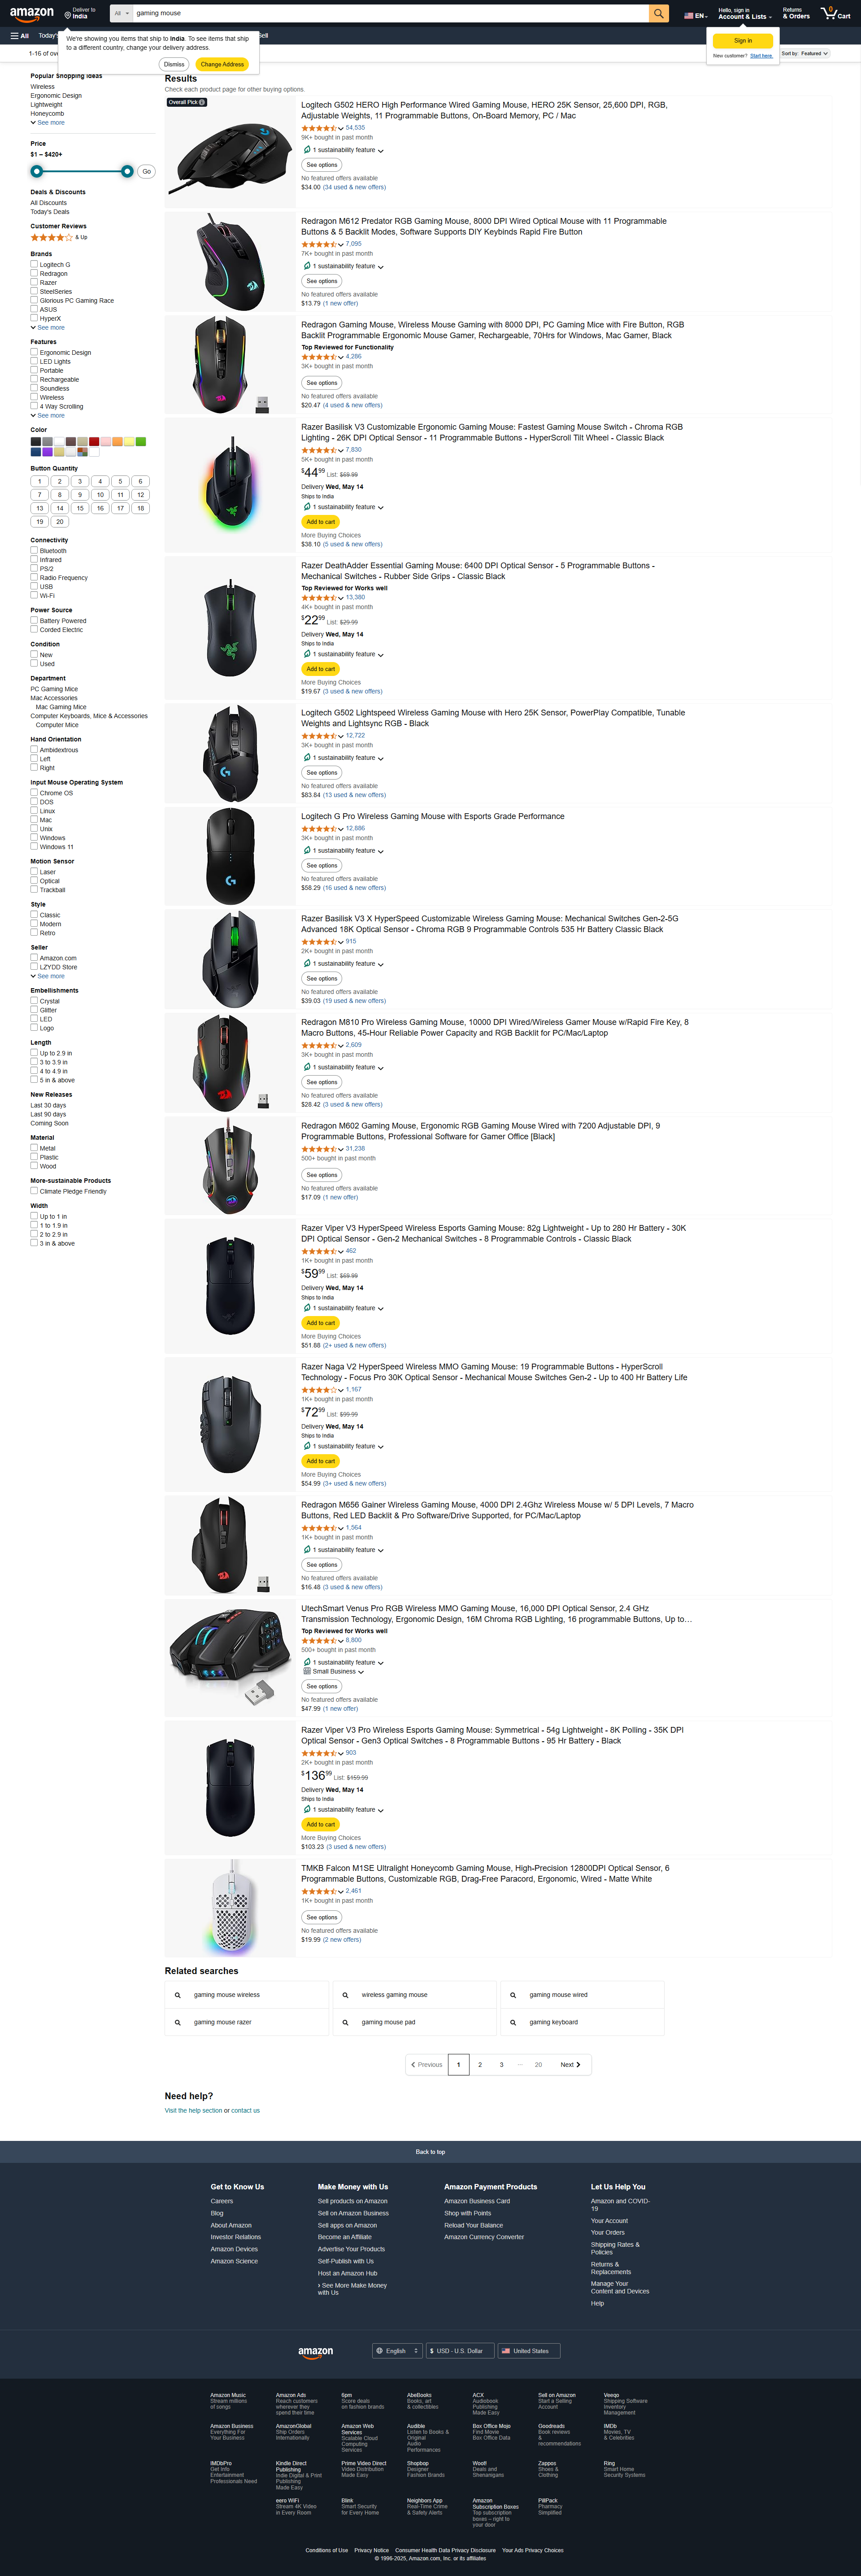 amazon
Deliver to
India
All
gaming mouse
EN
Hello, sign in
Account & Lists
Returns
& Orders
0
Cart
All
Today's
Sell
We're showing you items that ship to India. To see items that ship
to a different country, change your delivery address.
Dismiss
Change Address
Sign in
New customer? Start here.
1-16 of
Sort by: Featured
Popular Shopping Ideas
Wireless
Ergonomic Design
Lightweight
Honeycomb
See more
Price
$1 – $420+
Go
Deals & Discounts
All Discounts
Today's Deals
Customer Reviews
& Up
Brands
Logitech G
Redragon
Razer
SteelSeries
Glorious PC Gaming Race
ASUS
HyperX
See more
Features
Ergonomic Design
LED Lights
Portable
Rechargeable
Soundless
Wireless
4 Way Scrolling
See more
Color
Button Quantity
1 2 3 4 5 6
7 8 9 10 11 12
13 14 15 16 17 18
19 20
Connectivity
Bluetooth
Infrared
PS/2
Radio Frequency
USB
Wi-Fi
Power Source
Battery Powered
Corded Electric
Condition
New
Used
Department
PC Gaming Mice
Mac Accessories
Mac Gaming Mice
Computer Keyboards, Mice & Accessories
Computer Mice
Hand Orientation
Ambidextrous
Left
Right
Input Mouse Operating System
Chrome OS
DOS
Linux
Mac
Unix
Windows
Windows 11
Motion Sensor
Laser
Optical
Trackball
Style
Classic
Modern
Retro
Seller
Amazon.com
LZYDD Store
See more
Embellishments
Crystal
Glitter
LED
Logo
Length
Up to 2.9 in
3 to 3.9 in
4 to 4.9 in
5 in & above
New Releases
Last 30 days
Last 90 days
Coming Soon
Material
Metal
Plastic
Wood
More-sustainable Products
Climate Pledge Friendly
Width
Up to 1 in
1 to 1.9 in
2 to 2.9 in
3 in & above
Results
Check each product page for other buying options.
Overall Pick
Logitech G502 HERO High Performance Wired Gaming Mouse, HERO 25K Sensor, 25,600 DPI, RGB,
Adjustable Weights, 11 Programmable Buttons, On-Board Memory, PC / Mac
54,535
9K+ bought in past month
1 sustainability feature
See options
No featured offers available
$34.00 (34 used & new offers)
Redragon M612 Predator RGB Gaming Mouse, 8000 DPI Wired Optical Mouse with 11 Programmable
Buttons & 5 Backlit Modes, Software Supports DIY Keybinds Rapid Fire Button
7,095
7K+ bought in past month
1 sustainability feature
See options
No featured offers available
$13.79 (1 new offer)
Redragon Gaming Mouse, Wireless Mouse Gaming with 8000 DPI, PC Gaming Mice with Fire Button, RGB
Backlit Programmable Ergonomic Mouse Gamer, Rechargeable, 70Hrs for Windows, Mac Gamer, Black
Top Reviewed for Functionality
4,286
3K+ bought in past month
See options
No featured offers available
$20.47 (4 used & new offers)
Razer Basilisk V3 Customizable Ergonomic Gaming Mouse: Fastest Gaming Mouse Switch - Chroma RGB
Lighting - 26K DPI Optical Sensor - 11 Programmable Buttons - HyperScroll Tilt Wheel - Classic Black
7,830
5K+ bought in past month
$44.99 List: $69.99
Delivery Wed, May 14
Ships to India
1 sustainability feature
Add to cart
More Buying Choices
$38.10 (5 used & new offers)
Razer DeathAdder Essential Gaming Mouse: 6400 DPI Optical Sensor - 5 Programmable Buttons -
Mechanical Switches - Rubber Side Grips - Classic Black
Top Reviewed for Works well
13,380
4K+ bought in past month
$22.99 List: $29.99
Delivery Wed, May 14
Ships to India
1 sustainability feature
Add to cart
More Buying Choices
$19.67 (3 used & new offers)
Logitech G502 Lightspeed Wireless Gaming Mouse with Hero 25K Sensor, PowerPlay Compatible, Tunable
Weights and Lightsync RGB - Black
12,722
3K+ bought in past month
1 sustainability feature
See options
No featured offers available
$83.84 (13 used & new offers)
Logitech G Pro Wireless Gaming Mouse with Esports Grade Performance
12,886
3K+ bought in past month
1 sustainability feature
See options
No featured offers available
$58.29 (16 used & new offers)
Razer Basilisk V3 X HyperSpeed Customizable Wireless Gaming Mouse: Mechanical Switches Gen-2-5G
Advanced 18K Optical Sensor - Chroma RGB 9 Programmable Controls 535 Hr Battery Classic Black
915
2K+ bought in past month
1 sustainability feature
See options
No featured offers available
$39.03 (19 used & new offers)
Redragon M810 Pro Wireless Gaming Mouse, 10000 DPI Wired/Wireless Gamer Mouse w/Rapid Fire Key, 8
Macro Buttons, 45-Hour Reliable Power Capacity and RGB Backlit for PC/Mac/Laptop
2,609
3K+ bought in past month
1 sustainability feature
See options
No featured offers available
$28.42 (3 used & new offers)
Redragon M602 Gaming Mouse, Ergonomic RGB Gaming Mouse Wired with 7200 Adjustable DPI, 9
Programmable Buttons, Professional Software for Gamer Office [Black]
31,238
500+ bought in past month
See options
No featured offers available
$17.09 (1 new offer)
Razer Viper V3 HyperSpeed Wireless Esports Gaming Mouse: 82g Lightweight - Up to 280 Hr Battery - 30K
DPI Optical Sensor - Gen-2 Mechanical Switches - 8 Programmable Controls - Classic Black
462
1K+ bought in past month
$59.99 List: $69.99
Delivery Wed, May 14
Ships to India
1 sustainability feature
Add to cart
More Buying Choices
$51.88 (2+ used & new offers)
Razer Naga V2 HyperSpeed Wireless MMO Gaming Mouse: 19 Programmable Buttons - HyperScroll
Technology - Focus Pro 30K Optical Sensor - Mechanical Mouse Switches Gen-2 - Up to 400 Hr Battery Life
1,167
1K+ bought in past month
$72.99 List: $99.99
Delivery Wed, May 14
Ships to India
1 sustainability feature
Add to cart
More Buying Choices
$54.99 (3+ used & new offers)
Redragon M656 Gainer Wireless Gaming Mouse, 4000 DPI 2.4Ghz Wireless Mouse w/ 5 DPI Levels, 7 Macro
Buttons, Red LED Backlit & Pro Software/Drive Supported, for PC/Mac/Laptop
1,564
1K+ bought in past month
1 sustainability feature
See options
No featured offers available
$16.48 (3 used & new offers)
UtechSmart Venus Pro RGB Wireless MMO Gaming Mouse, 16,000 DPI Optical Sensor, 2.4 GHz
Transmission Technology, Ergonomic Design, 16M Chroma RGB Lighting, 16 programmable Buttons, Up to…
Top Reviewed for Works well
8,800
500+ bought in past month
1 sustainability feature
Small Business
See options
No featured offers available
$47.99 (1 new offer)
Razer Viper V3 Pro Wireless Esports Gaming Mouse: Symmetrical - 54g Lightweight - 8K Polling - 35K DPI
Optical Sensor - Gen3 Optical Switches - 8 Programmable Buttons - 95 Hr Battery - Black
903
2K+ bought in past month
$136.99 List: $159.99
Delivery Wed, May 14
Ships to India
1 sustainability feature
Add to cart
More Buying Choices
$103.23 (3 used & new offers)
TMKB Falcon M1SE Ultralight Honeycomb Gaming Mouse, High-Precision 12800DPI Optical Sensor, 6
Programmable Buttons, Customizable RGB, Drag-Free Paracord, Ergonomic, Wired - Matte White
2,461
1K+ bought in past month
See options
No featured offers available
$19.99 (2 new offers)
Related searches
gaming mouse wireless
wireless gaming mouse
gaming mouse wired
gaming mouse razer
gaming mouse pad
gaming keyboard
Previous 1 2 3 ... 20 Next
Need help?
Visit the help section or contact us
Back to top
Get to Know Us
Careers
Blog
About Amazon
Investor Relations
Amazon Devices
Amazon Science
Make Money with Us
Sell products on Amazon
Sell on Amazon Business
Sell apps on Amazon
Become an Affiliate
Advertise Your Products
Self-Publish with Us
Host an Amazon Hub
› See More Make Money
with Us
Amazon Payment Products
Amazon Business Card
Shop with Points
Reload Your Balance
Amazon Currency Converter
Let Us Help You
Amazon and COVID-
19
Your Account
Your Orders
Shipping Rates &
Policies
Returns &
Replacements
Manage Your
Content and Devices
Help
amazon
English
$ USD - U.S. Dollar
United States
Amazon Music
Stream millions
of songs
Amazon Ads
Reach customers
wherever they
spend their time
6pm
Score deals
on fashion brands
AbeBooks
Books, art
& collectibles
ACX
Audiobook
Publishing
Made Easy
Sell on Amazon
Start a Selling
Account
Veeqo
Shipping Software
Inventory
Management
Amazon Business
Everything For
Your Business
AmazonGlobal
Ship Orders
Internationally
Amazon Web
Services
Scalable Cloud
Computing
Services
Audible
Listen to Books &
Original
Audio
Performances
Box Office Mojo
Find Movie
Box Office Data
Goodreads
Book reviews
&
recommendations
IMDb
Movies, TV
& Celebrities
IMDbPro
Get Info
Entertainment
Professionals Need
Kindle Direct
Publishing
Indie Digital & Print
Publishing
Made Easy
Prime Video Direct
Video Distribution
Made Easy
Shopbop
Designer
Fashion Brands
Woot!
Deals and
Shenanigans
Zappos
Shoes &
Clothing
Ring
Smart Home
Security Systems
eero WiFi
Stream 4K Video
in Every Room
Blink
Smart Security
for Every Home
Neighbors App
Real-Time Crime
& Safety Alerts
Amazon
Subscription Boxes
Top subscription
boxes – right to
your door
PillPack
Pharmacy
Simplified
Conditions of Use
Privacy Notice
Consumer Health Data Privacy Disclosure
Your Ads Privacy Choices
© 1996-2025, Amazon.com, Inc. or its affiliates